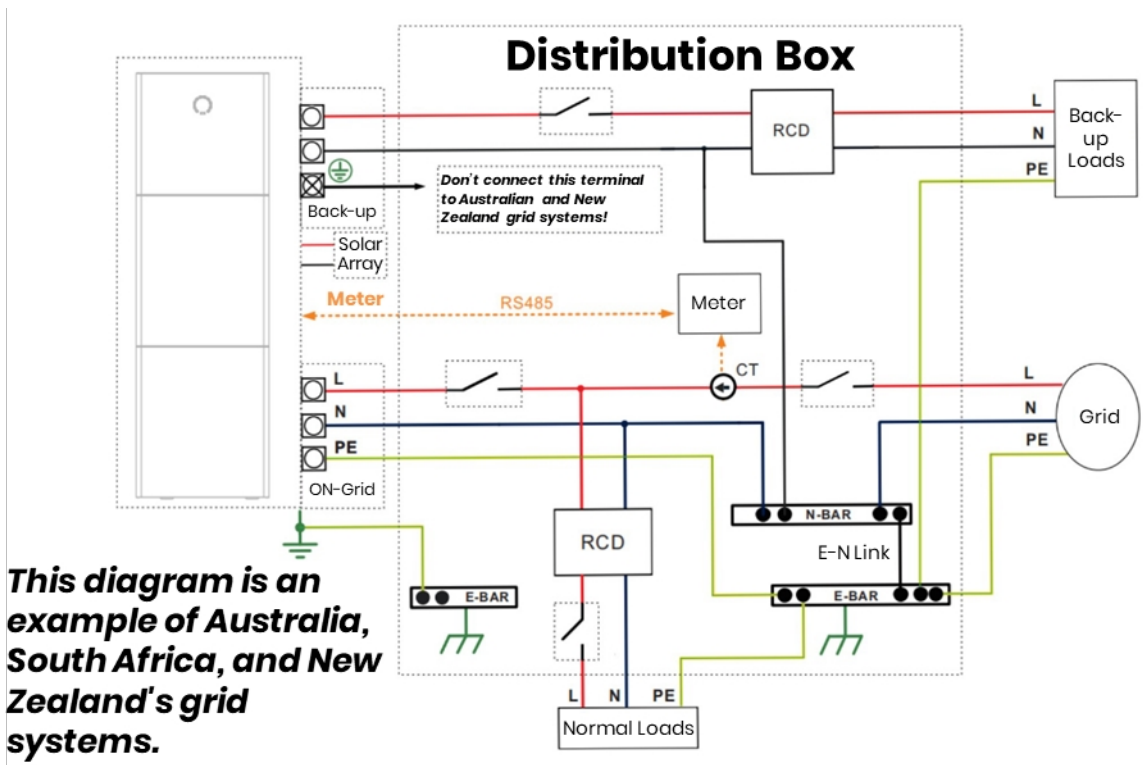 Distribution Box
L
Back-
up
Loads
RCD
N
PE
Don't connect this terminal
to Australian and New
Zealand grid systems!
Back-up
Solar
Array
Meter
RS485
Meter
CT
L
N
PE
ON-Grid
L
N
PE
Grid
N-BAR
E-N Link
RCD
E-BAR
E-BAR
This diagram is an
example of Australia,
South Africa, and New
Zealand's grid
systems.
L N PE
Normal Loads